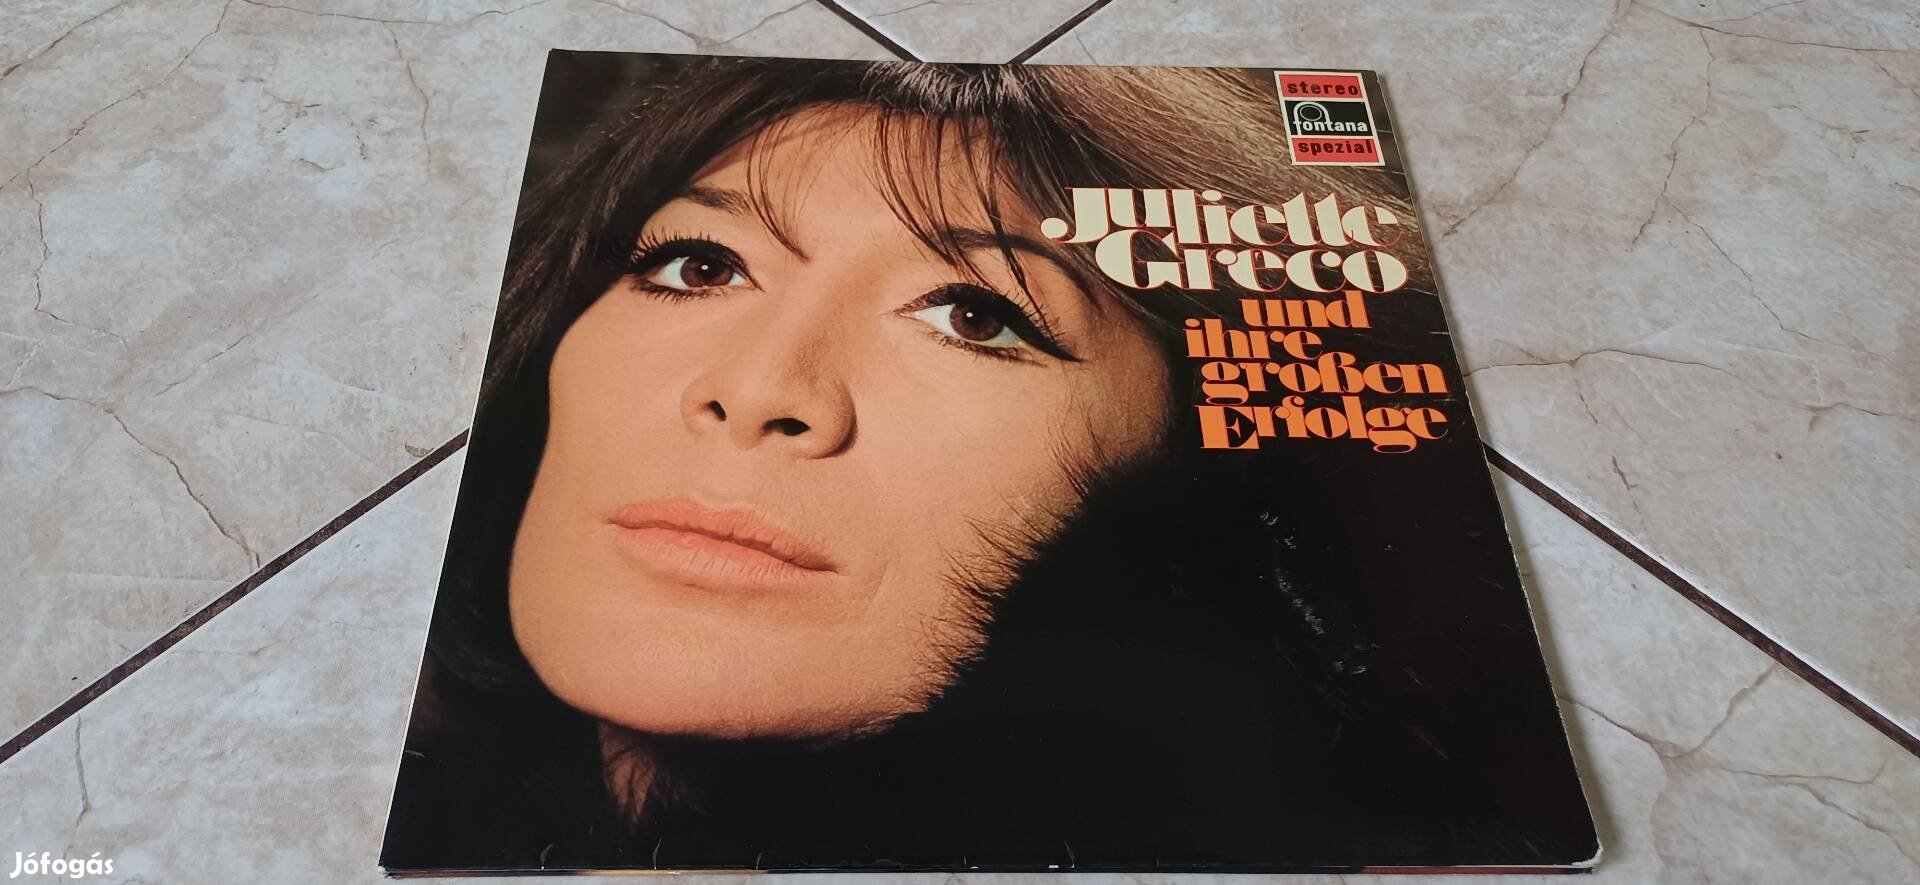 stereo
fontana
spezial
Juliette
Greco
und
ihre
großen
Erfolge
Jófogás